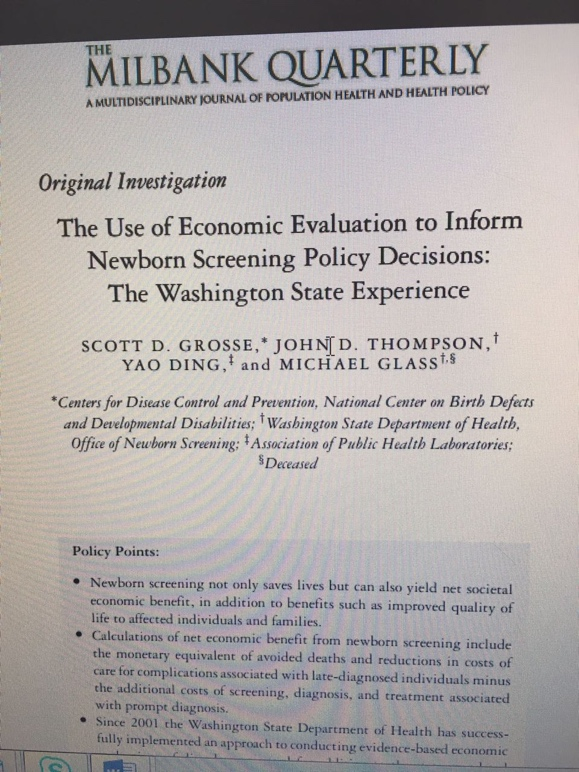 THE
MILBANK QUARTERLY
A MULTIDISCIPLINARY JOURNAL OF POPULATION HEALTH AND HEALTH POLICY
Original Investigation
The Use of Economic Evaluation to Inform
Newborn Screening Policy Decisions:
The Washington State Experience
SCOTT D. GROSSE,* JOHN D. THOMPSON,†
YAO DING,‡ and MICHAEL GLASS†,§
*Centers for Disease Control and Prevention, National Center on Birth Defects
and Developmental Disabilities; †Washington State Department of Health,
Office of Newborn Screening; ‡Association of Public Health Laboratories;
§Deceased
Policy Points:
• Newborn screening not only saves lives but can also yield net societal
economic benefit, in addition to benefits such as improved quality of
life to affected individuals and families.
• Calculations of net economic benefit from newborn screening include
the monetary equivalent of avoided deaths and reductions in costs of
care for complications associated with late-diagnosed individuals minus
the additional costs of screening, diagnosis, and treatment associated
with prompt diagnosis.
• Since 2001 the Washington State Department of Health has success-
fully implemented an approach to conducting evidence-based economic